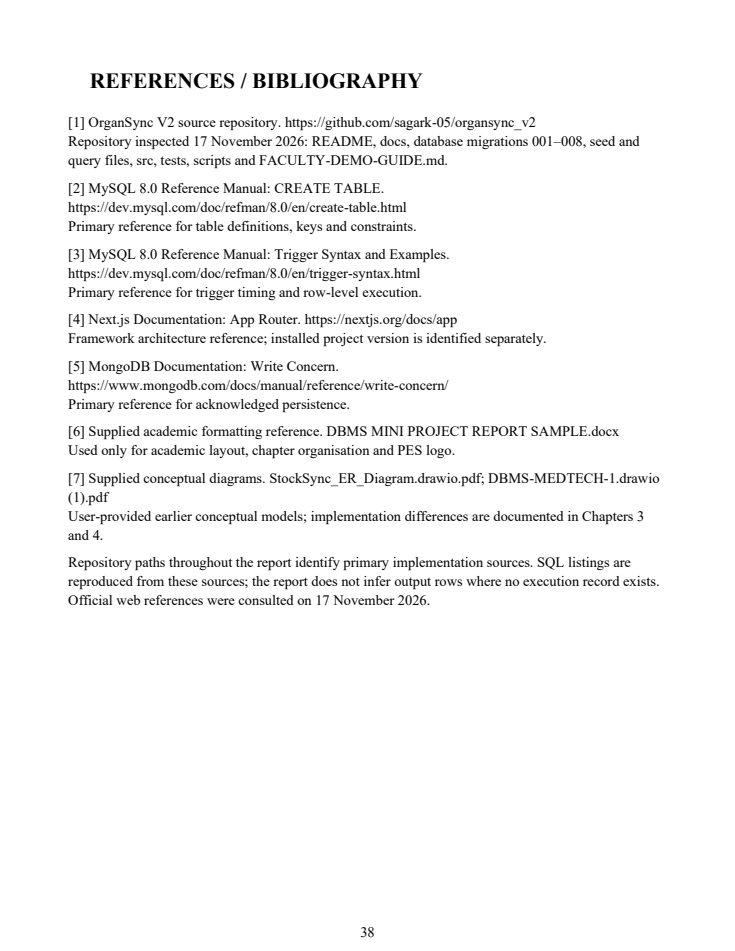 REFERENCES / BIBLIOGRAPHY
[1] OrganSync V2 source repository. https://github.com/sagark-05/organsync_v2
Repository inspected 17 November 2026: README, docs, database migrations 001–008, seed and
query files, src, tests, scripts and FACULTY-DEMO-GUIDE.md.
[2] MySQL 8.0 Reference Manual: CREATE TABLE.
https://dev.mysql.com/doc/refman/8.0/en/create-table.html
Primary reference for table definitions, keys and constraints.
[3] MySQL 8.0 Reference Manual: Trigger Syntax and Examples.
https://dev.mysql.com/doc/refman/8.0/en/trigger-syntax.html
Primary reference for trigger timing and row-level execution.
[4] Next.js Documentation: App Router. https://nextjs.org/docs/app
Framework architecture reference; installed project version is identified separately.
[5] MongoDB Documentation: Write Concern.
https://www.mongodb.com/docs/manual/reference/write-concern/
Primary reference for acknowledged persistence.
[6] Supplied academic formatting reference. DBMS MINI PROJECT REPORT SAMPLE.docx
Used only for academic layout, chapter organisation and PES logo.
[7] Supplied conceptual diagrams. StockSync_ER_Diagram.drawio.pdf; DBMS-MEDTECH-1.drawio
(1).pdf
User-provided earlier conceptual models; implementation differences are documented in Chapters 3
and 4.
Repository paths throughout the report identify primary implementation sources. SQL listings are
reproduced from these sources; the report does not infer output rows where no execution record exists.
Official web references were consulted on 17 November 2026.
38